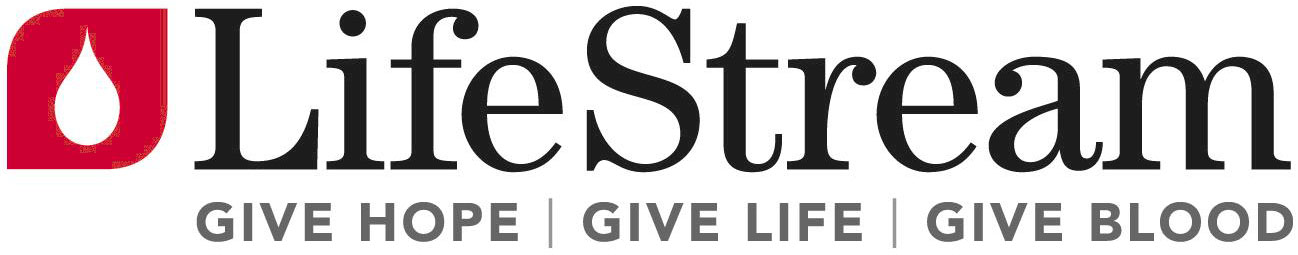 LifeStream
GIVE HOPE | GIVE LIFE | GIVE BLOOD